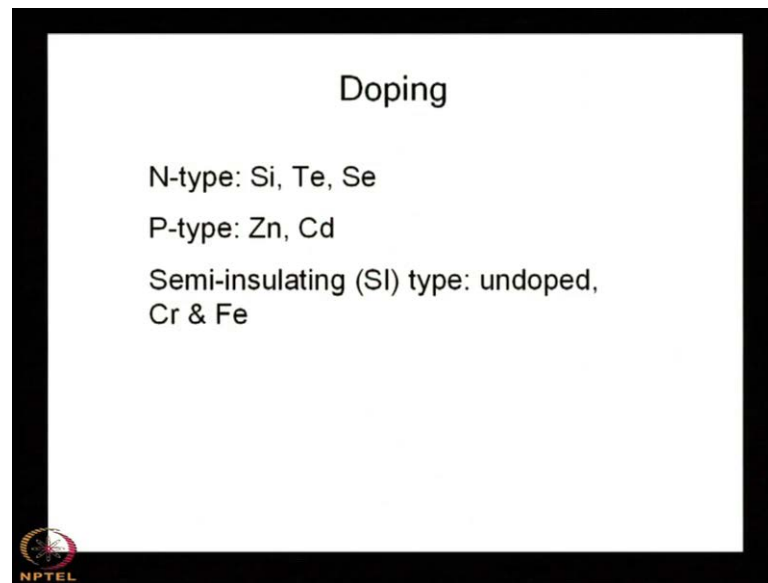 Doping
N-type: Si, Te, Se
P-type: Zn, Cd
Semi-insulating (SI) type: undoped,
Cr & Fe
NPTEL